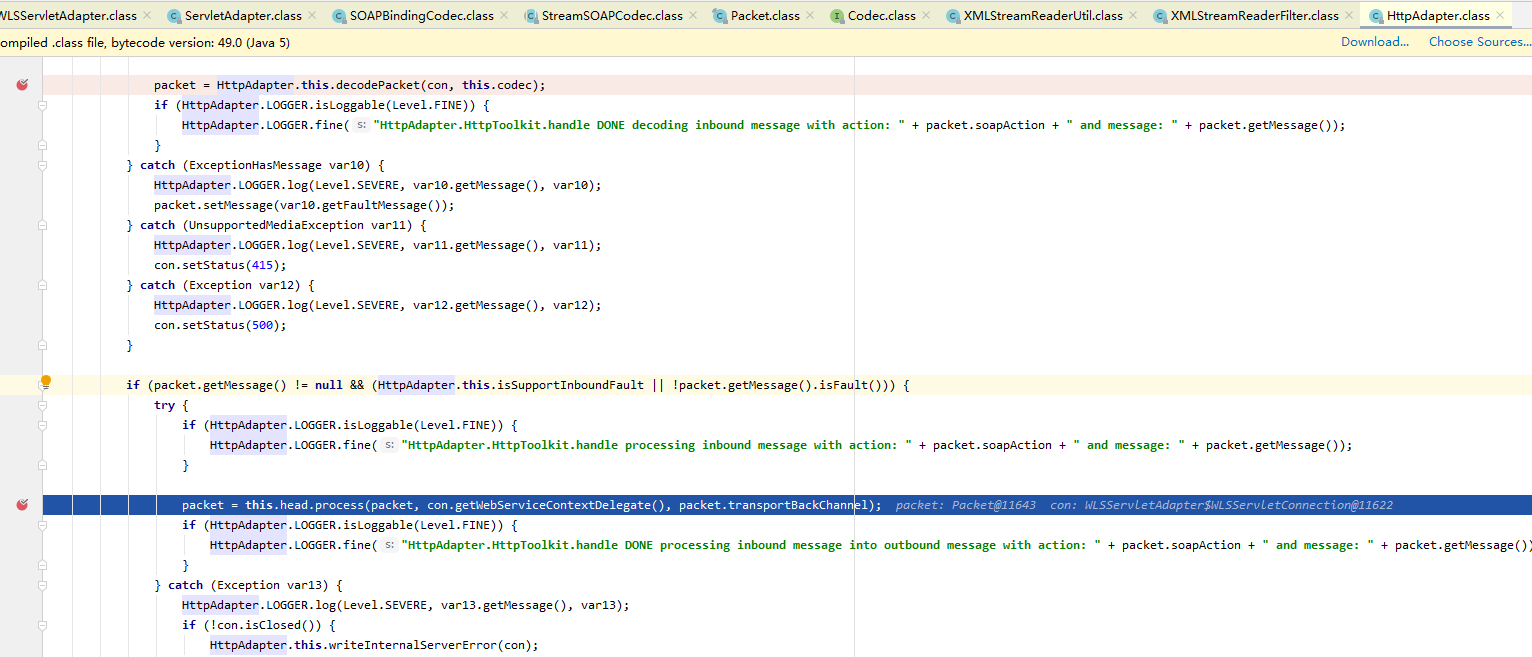 WLSServletAdapter.class × ServletAdapter.class × SOAPBindingCodec.class × StreamSOAPCodec.class × Packet.class × Codec.class × XMLStreamReaderUtil.class × XMLStreamReaderFilter.class × HttpAdapter.class ×
ompiled .class file, bytecode version: 49.0 (Java 5) Download... Choose Sources...
packet = HttpAdapter.this.decodePacket(con, this.codec);
if (HttpAdapter.LOGGER.isLoggable(Level.FINE)) {
HttpAdapter.LOGGER.fine( s: "HttpAdapter.HttpToolkit.handle DONE decoding inbound message with action: " + packet.soapAction + " and message: " + packet.getMessage());
}
} catch (ExceptionHasMessage var10) {
HttpAdapter.LOGGER.log(Level.SEVERE, var10.getMessage(), var10);
packet.setMessage(var10.getFaultMessage());
} catch (UnsupportedMediaException var11) {
HttpAdapter.LOGGER.log(Level.SEVERE, var11.getMessage(), var11);
con.setStatus(415);
} catch (Exception var12) {
HttpAdapter.LOGGER.log(Level.SEVERE, var12.getMessage(), var12);
con.setStatus(500);
}
if (packet.getMessage() != null && (HttpAdapter.this.isSupportInboundFault || !packet.getMessage().isFault())) {
try {
if (HttpAdapter.LOGGER.isLoggable(Level.FINE)) {
HttpAdapter.LOGGER.fine( s: "HttpAdapter.HttpToolkit.handle processing inbound message with action: " + packet.soapAction + " and message: " + packet.getMessage());
}
packet = this.head.process(packet, con.getWebServiceContextDelegate(), packet.transportBackChannel); packet: Packet@11643 con: WLSServletAdapter$WLSServletConnection@11622
if (HttpAdapter.LOGGER.isLoggable(Level.FINE)) {
HttpAdapter.LOGGER.fine( s: "HttpAdapter.HttpToolkit.handle DONE processing inbound message into outbound message with action: " + packet.soapAction + " and message: " + packet.getMessage())
}
} catch (Exception var13) {
HttpAdapter.LOGGER.log(Level.SEVERE, var13.getMessage(), var13);
if (!con.isClosed()) {
HttpAdapter.this.writeInternalServerError(con);